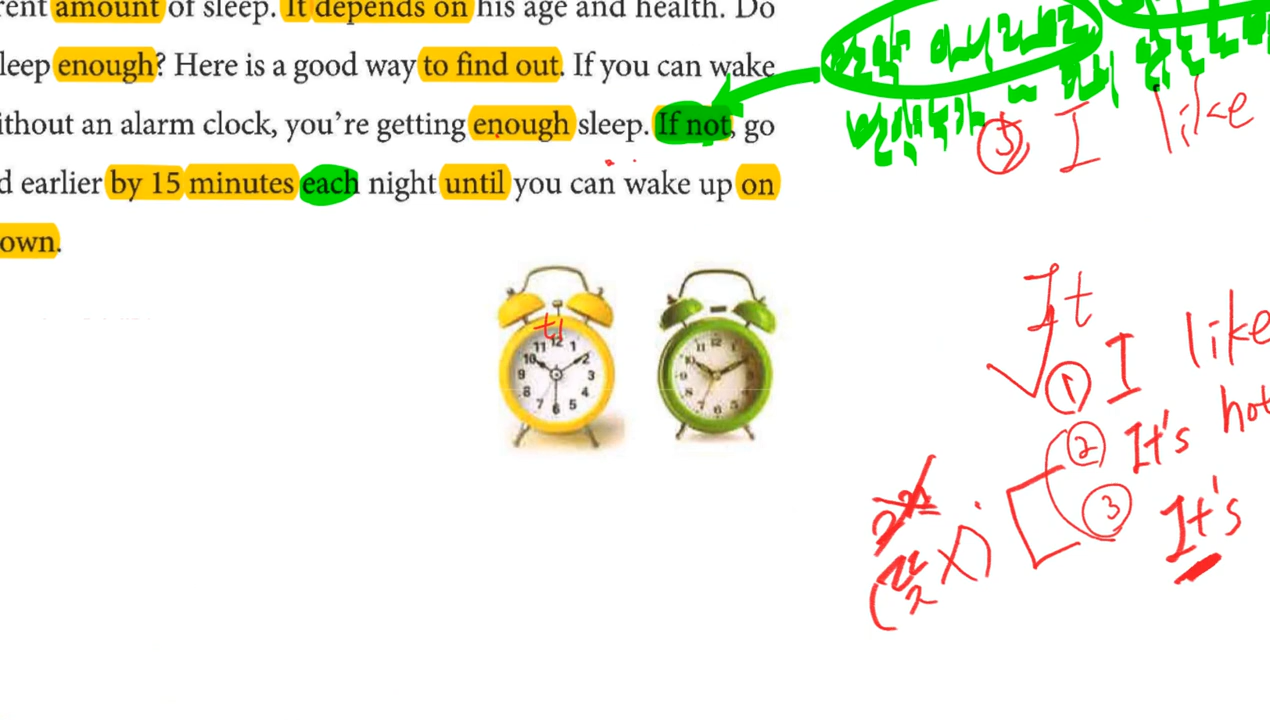 rent amount of sleep. It depends on his age and health. Do
leep enough? Here is a good way to find out. If you can wake
ithout an alarm clock, you're getting enough sleep. If not, go
d earlier by 15 minutes each night until you can wake up on
own.
⑤ I like
It
① I like
② It's hot
③ It's